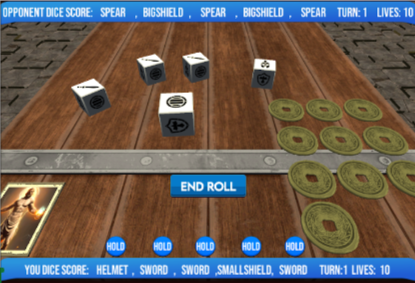 OPPONENT DICE SCORE: SPEAR , BIGSHIELD , SPEAR , BIGSHIELD , SPEAR TURN: 1 LIVES: 10
END ROLL
HOLD HOLD HOLD HOLD HOLD
YOU DICE SCORE: HELMET , SWORD , SWORD ,SMALLSHIELD, SWORD TURN:1 LIVES: 10